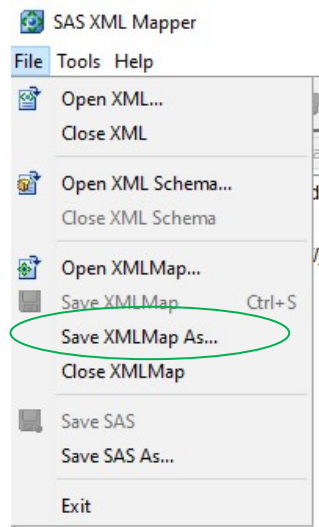 SAS XML Mapper
File Tools Help
Open XML...
Close XML
Open XML Schema...
Close XML Schema
Open XMLMap...
Save XMLMap Ctrl+S
Save XMLMap As...
Close XMLMap
Save SAS
Save SAS As...
Exit